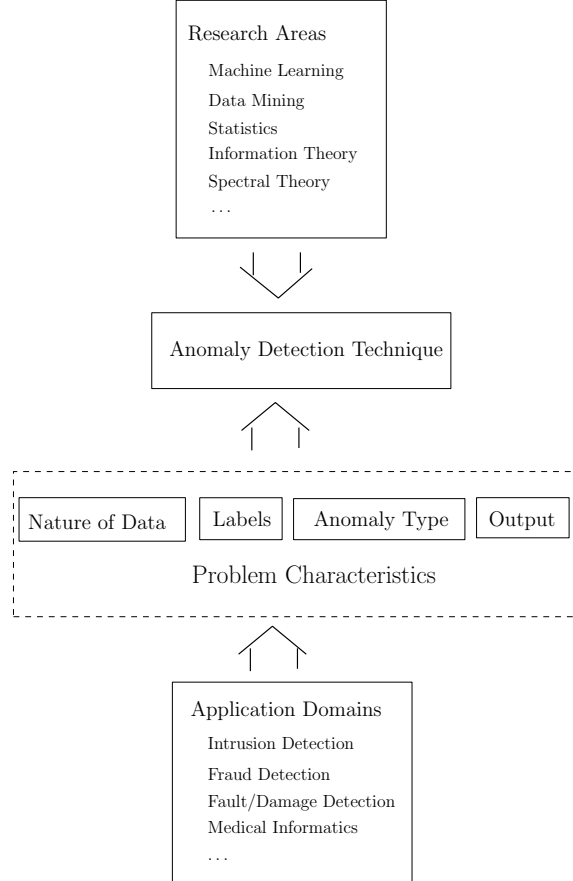 Research Areas
Machine Learning
Data Mining
Statistics
Information Theory
Spectral Theory
...
Anomaly Detection Technique
Nature of Data
Labels
Anomaly Type
Output
Problem Characteristics
Application Domains
Intrusion Detection
Fraud Detection
Fault/Damage Detection
Medical Informatics
...